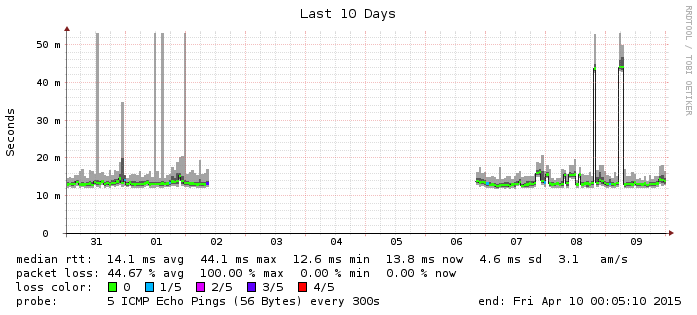 Last 10 Days
RRDTOOL / TOBI OETIKER
Seconds
50 m
40 m
30 m
20 m
10 m
0
31 01 02 03 04 05 06 07 08 09
median rtt: 14.1 ms avg 44.1 ms max 12.6 ms min 13.8 ms now 4.6 ms sd 3.1 am/s
packet loss: 44.67 % avg 100.00 % max 0.00 % min 0.00 % now
loss color: 0 1/5 2/5 3/5 4/5
probe: 5 ICMP Echo Pings (56 Bytes) every 300s end: Fri Apr 10 00:05:10 2015